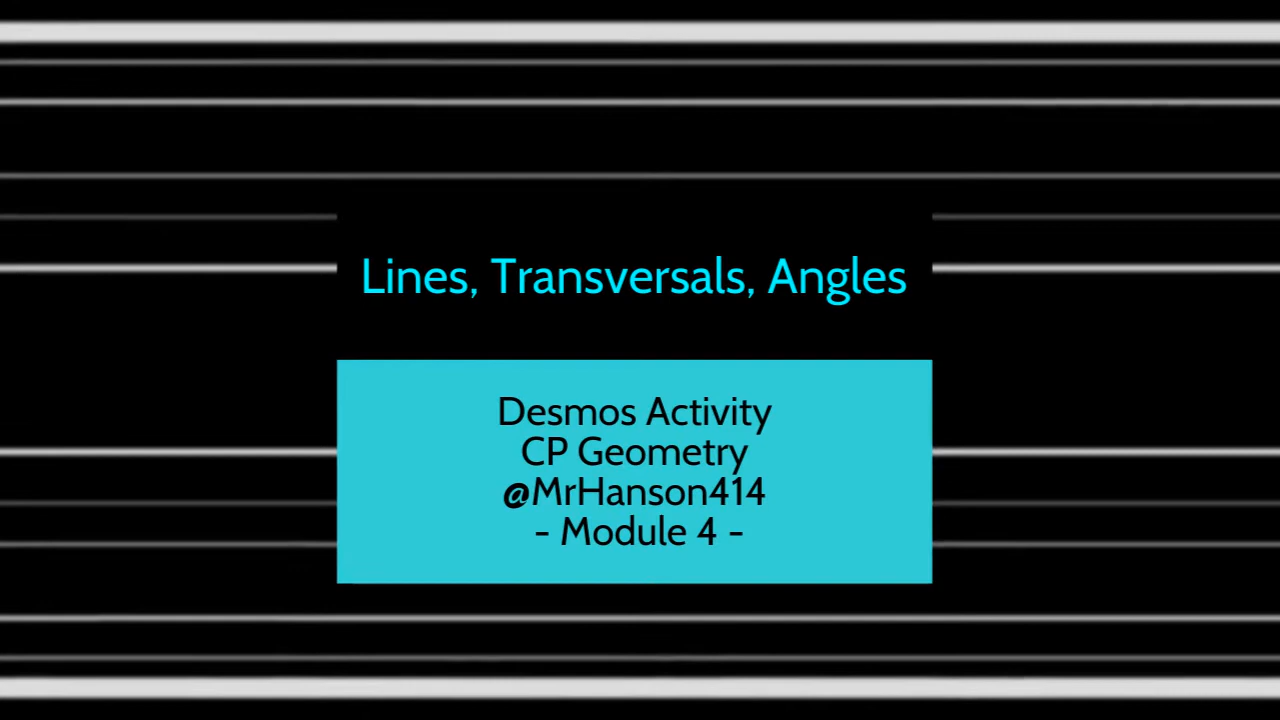 Lines, Transversals, Angles
Desmos Activity
CP Geometry
@MrHanson414
- Module 4 -